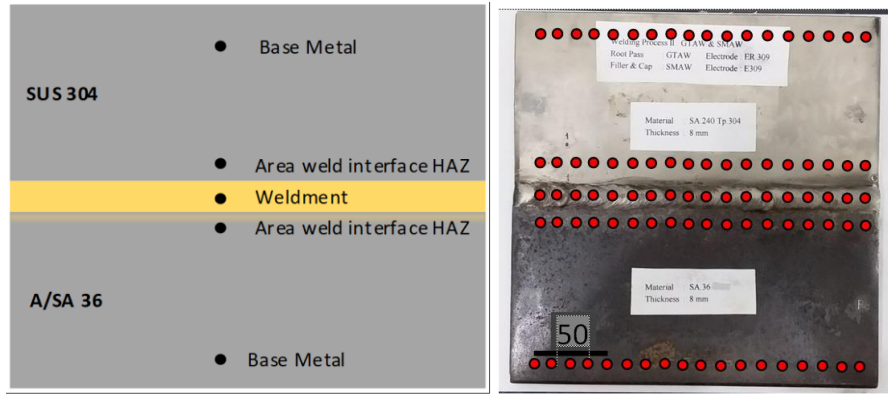 Base Metal
SUS 304
Area weld interface HAZ
Weldment
Area weld interface HAZ
A/SA 36
Base Metal
Welding Process II GTAW & SMAW
Root Pass GTAW Electrode : ER.309
Filler & Cap SMAW Electrode : E309
Material : SA.240 Tp.304
Thickness : 8 mm
Material : SA.36
Thickness : 8 mm
50